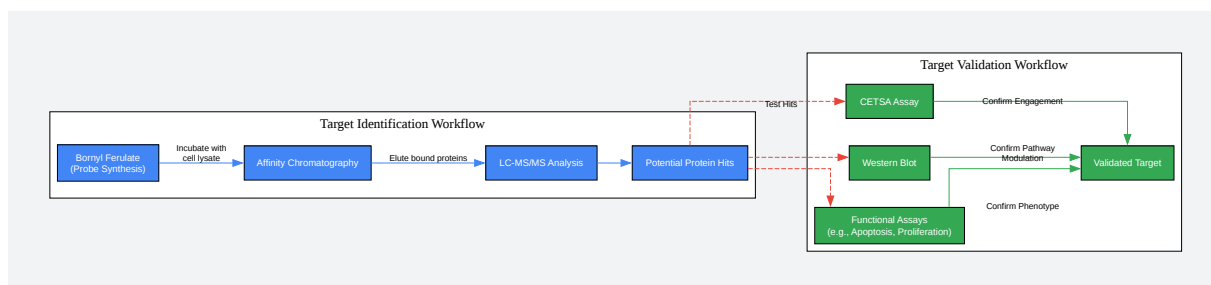 Target Identification Workflow
Bornyl Ferulate
(Probe Synthesis)
Incubate with
cell lysate
Affinity Chromatography
Elute bound proteins
LC-MS/MS Analysis
Potential Protein Hits
Test Hits
Target Validation Workflow
CETSA Assay
Confirm Engagement
Western Blot
Confirm Pathway
Modulation
Validated Target
Functional Assays
(e.g., Apoptosis, Proliferation)
Confirm Phenotype